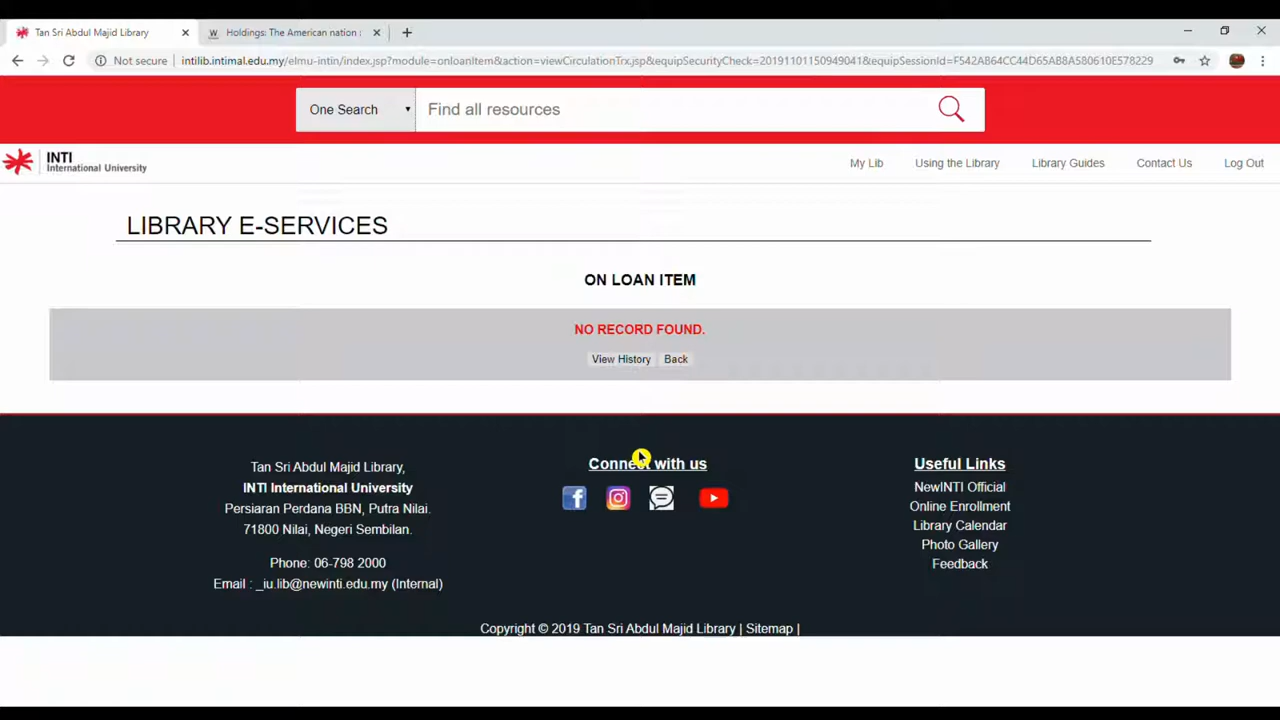 Tan Sri Abdul Majid Library
Holdings: The American nation :
Not secure
intilib.intimal.edu.my/elmu-intin/index.jsp?module=onloanItem&action=viewCirculationTrx.jsp&equipSecurityCheck=20191101150949041&equipSessionId=F542AB64CC44D65AB8A580610E578229
One Search
Find all resources
INTI
International University
My Lib
Using the Library
Library Guides
Contact Us
Log Out
LIBRARY E-SERVICES
ON LOAN ITEM
NO RECORD FOUND.
View History
Back
Tan Sri Abdul Majid Library,
INTI International University
Persiaran Perdana BBN, Putra Nilai.
71800 Nilai, Negeri Sembilan.
Phone: 06-798 2000
Email : _iu.lib@newinti.edu.my (Internal)
Connect with us
Useful Links
NewINTI Official
Online Enrollment
Library Calendar
Photo Gallery
Feedback
Copyright © 2019 Tan Sri Abdul Majid Library | Sitemap |